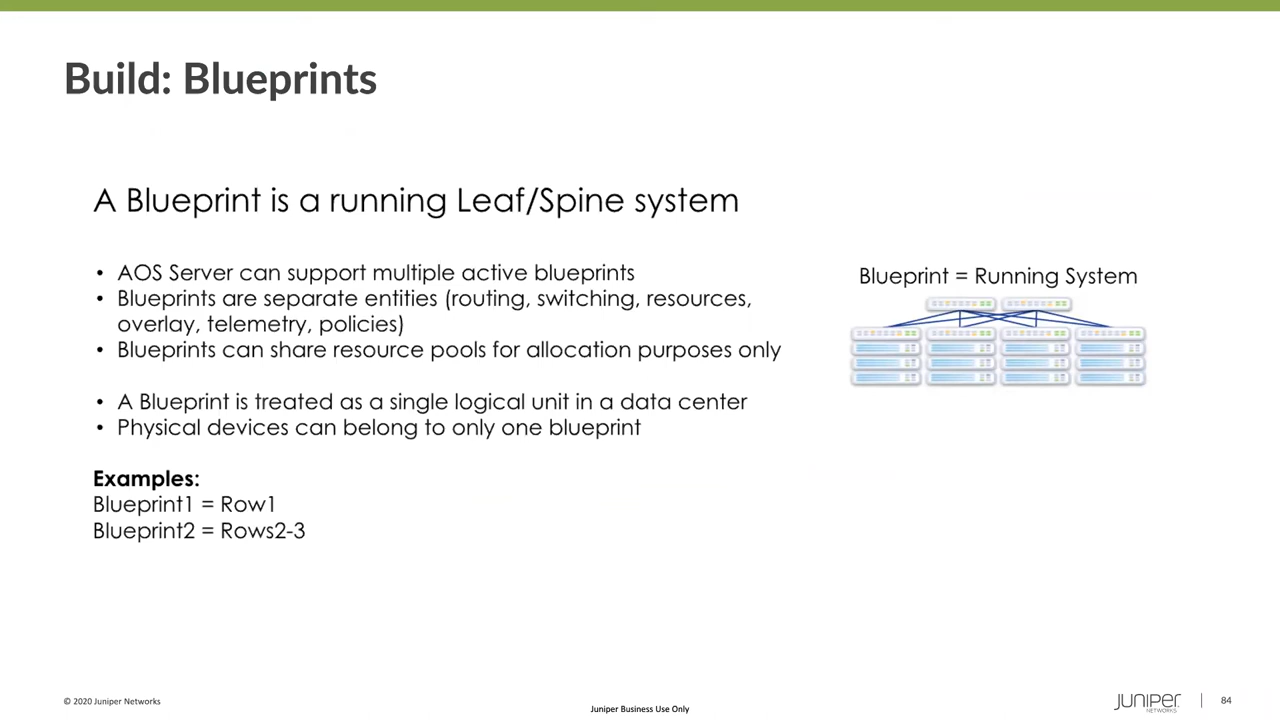 Build: Blueprints
A Blueprint is a running Leaf/Spine system
• AOS Server can support multiple active blueprints
• Blueprints are separate entities (routing, switching, resources,
overlay, telemetry, policies)
• Blueprints can share resource pools for allocation purposes only
• A Blueprint is treated as a single logical unit in a data center
• Physical devices can belong to only one blueprint
Examples:
Blueprint1 = Row1
Blueprint2 = Rows2-3
Blueprint = Running System
© 2020 Juniper Networks
Juniper Business Use Only
JUNIPER
NETWORKS
84